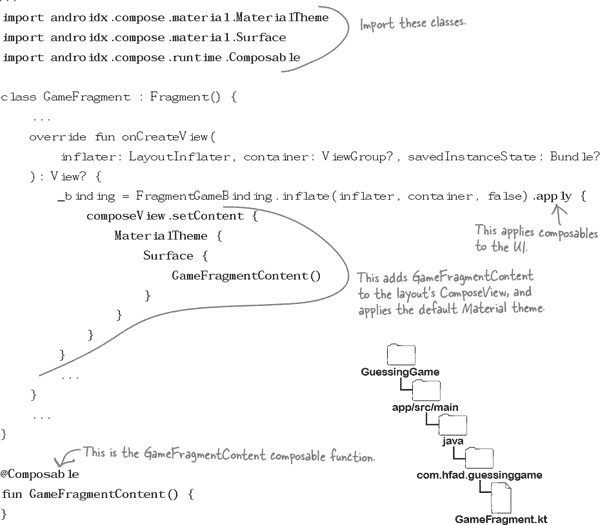 ...
import androidx.compose.material.MaterialTheme
import androidx.compose.material.Surface
import androidx.compose.runtime.Composable
Import these classes.
class GameFragment : Fragment() {
...
override fun onCreateView(
inflater: LayoutInflater, container: ViewGroup?, savedInstanceState: Bundle?
): View? {
_binding = FragmentGameBinding.inflate(inflater, container, false).apply {
composeView.setContent {
MaterialTheme {
Surface {
GameFragmentContent()
}
}
}
}
...
}
...
}
This applies composables
to the UI.
This adds GameFragmentContent
to the layout's ComposeView, and
applies the default Material theme.
This is the GameFragmentContent composable function.
@Composable
fun GameFragmentContent() {
}
GuessingGame
app/src/main
java
com.hfad.guessinggame
GameFragment.kt